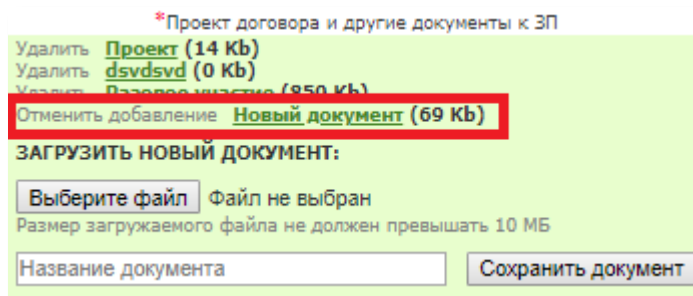 *Проект договора и другие документы к ЗП
Удалить Проект (14 Kb)
Удалить dsvdsvd (0 Kb)
Удалить Разовое участие (850 Kb)
Отменить добавление Новый документ (69 Kb)
ЗАГРУЗИТЬ НОВЫЙ ДОКУМЕНТ:
Выберите файл Файл не выбран
Размер загружаемого файла не должен превышать 10 МБ
Название документа Сохранить документ